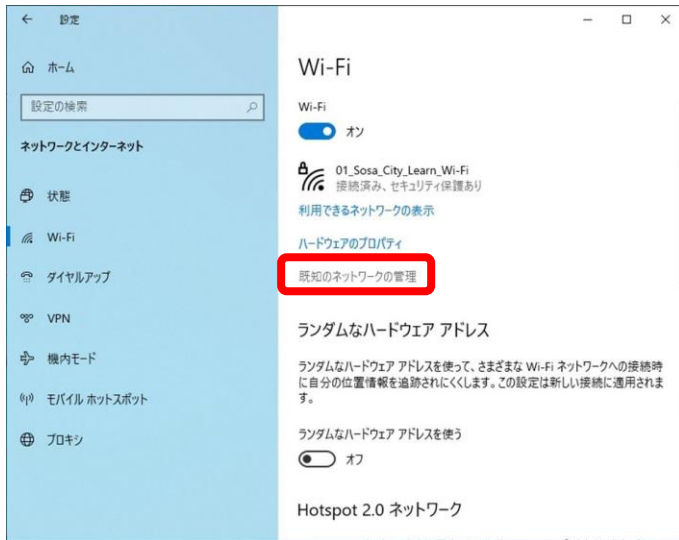 設定
ホーム
設定の検索
ネットワークとインターネット
状態
Wi-Fi
ダイヤルアップ
VPN
機内モード
モバイル ホットスポット
プロキシ
Wi-Fi
Wi-Fi
オン
01_Sosa_City_Learn_Wi-Fi
接続済み、セキュリティ保護あり
利用できるネットワークの表示
ハードウェアのプロパティ
既知のネットワークの管理
ランダムなハードウェア アドレス
ランダムなハードウェア アドレスを使って、さまざまな Wi-Fi ネットワークへの接続時
に自分の位置情報を追跡されにくくします。この設定は新しい接続に適用されま
す。
ランダムなハードウェア アドレスを使う
オフ
Hotspot 2.0 ネットワーク